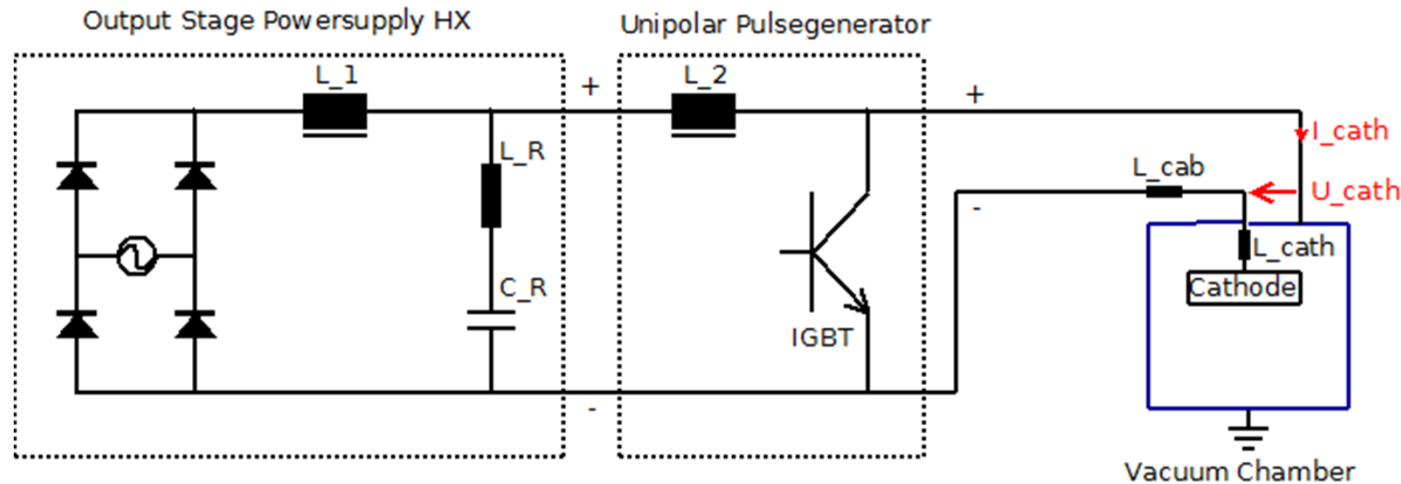 Output Stage Powersupply HX
Unipolar Pulsegenerator
L_1
L_2
+
+
I_cath
L_R
L_cab
U_cath
-
L_cath
C_R
Cathode
IGBT
-
Vacuum Chamber